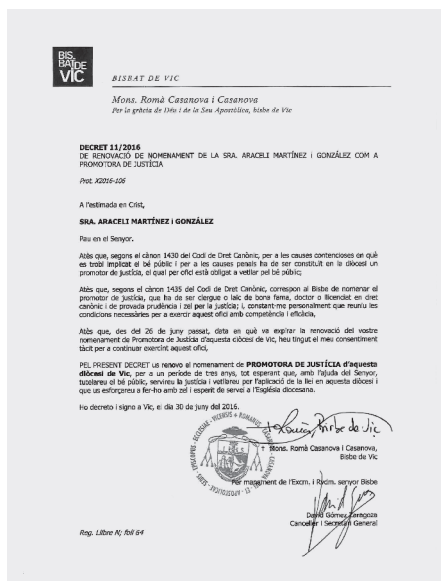 BIS
BAT DE
VIC
BISBAT DE VIC
Mons. Romà Casanova i Casanova
Per la gràcia de Déu i de la Seu Apostòlica, bisbe de Vic
DECRET 11/2016
DE RENOVACIÓ DE NOMENAMENT DE LA SRA. ARACELI MARTÍNEZ i GONZÁLEZ COM A
PROMOTORA DE JUSTÍCIA
Prot. X2016-106
A l'estimada en Crist,
SRA. ARACELI MARTÍNEZ i GONZÁLEZ
Pau en el Senyor.
Atès que, segons el cànon 1430 del Codi de Dret Canònic, per a les causes contencioses en què
es trobi implicat el bé públic i per a les causes penals ha de ser constituït en la diòcesi un
promotor de justícia, el qual per ofici està obligat a vetllar pel bé públic;
Atès que, segons el cànon 1435 del Codi de Dret Canònic, correspon al Bisbe de nomenar el
promotor de justícia, que ha de ser clergue o laic de bona fama, doctor o llicenciat en dret
canònic i de provada prudència i zel per la justícia; i, constant-me personalment que reuniu les
condicions necessàries per a exercir aquest ofici amb competència i eficàcia,
Atès que, des del 26 de juny passat, data en què va expirar la renovació del vostre
nomenament de Promotora de Justícia d'aquesta diòcesi de Vic, heu tingut el meu consentiment
tàcit per a continuar exercint aquest ofici,
PEL PRESENT DECRET us renovo el nomenament de PROMOTORA DE JUSTÍCIA d'aquesta
diòcesi de Vic, per a un període de tres anys, tot esperant que, amb l'ajuda del Senyor,
tutelareu el bé públic, servireu la justícia i vetllareu per l'aplicació de la llei en aquesta diòcesi i
que us esforçareu a fer-ho amb zel i esperit de servei a l'Església diocesana.
Ho decreto i signo a Vic, el dia 30 de juny del 2016.
+ Romà, Bisbe de Vic
† Mons. Romà Casanova i Casanova,
Bisbe de Vic
Per manament de l'Excm. i Rvdm. senyor Bisbe
David Gómez Zaragoza
Canceller i Secretari General
Reg. Llibre N; foli 64